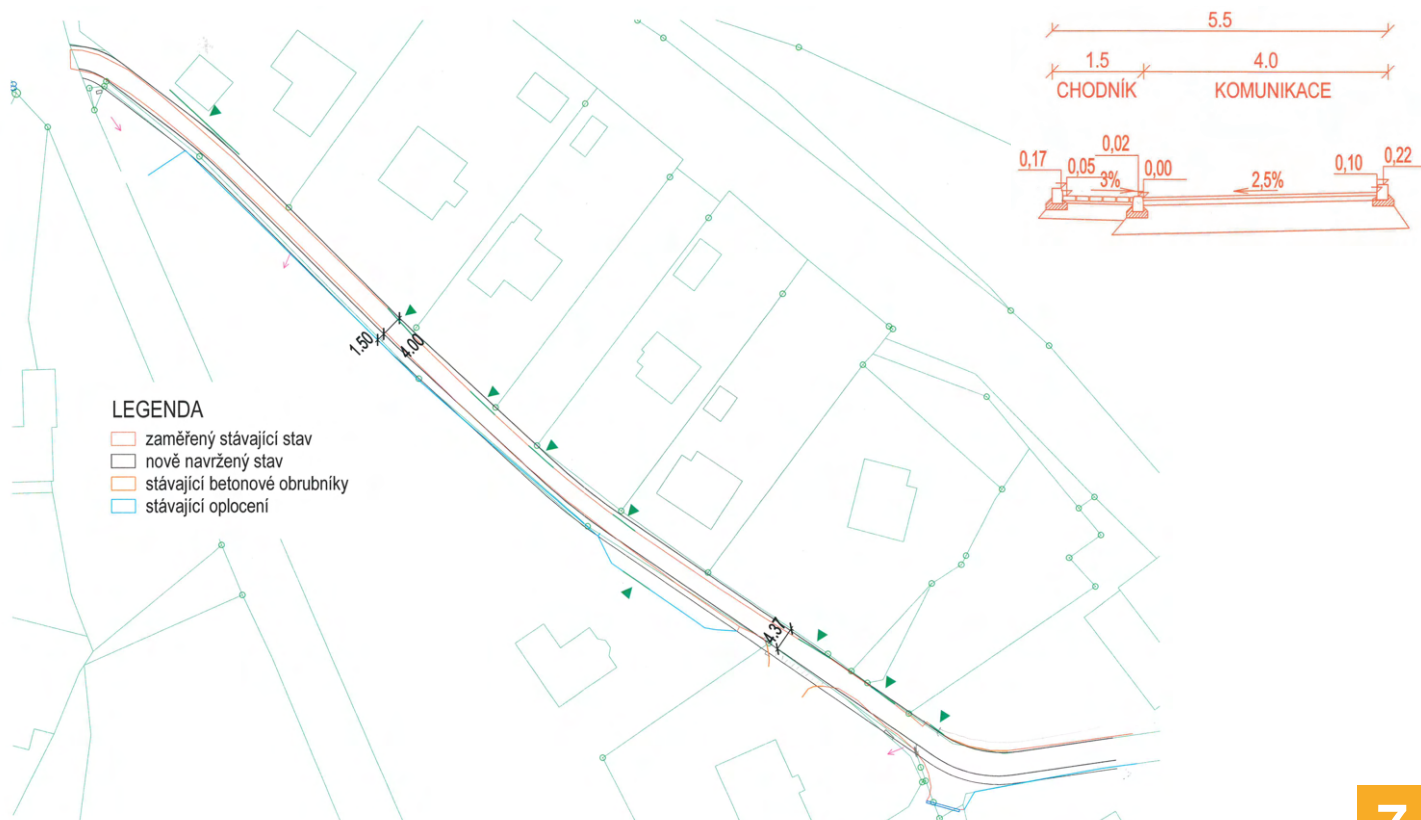 5.5
1.5 4.0
CHODNÍK KOMUNIKACE
0,17 0,05 3% 0,02 0,00 2,5% 0,10 0,22
1.50 4.00
LEGENDA
zaměřený stávající stav
nově navržený stav
stávající betonové obrubníky
stávající oplocení
4.37